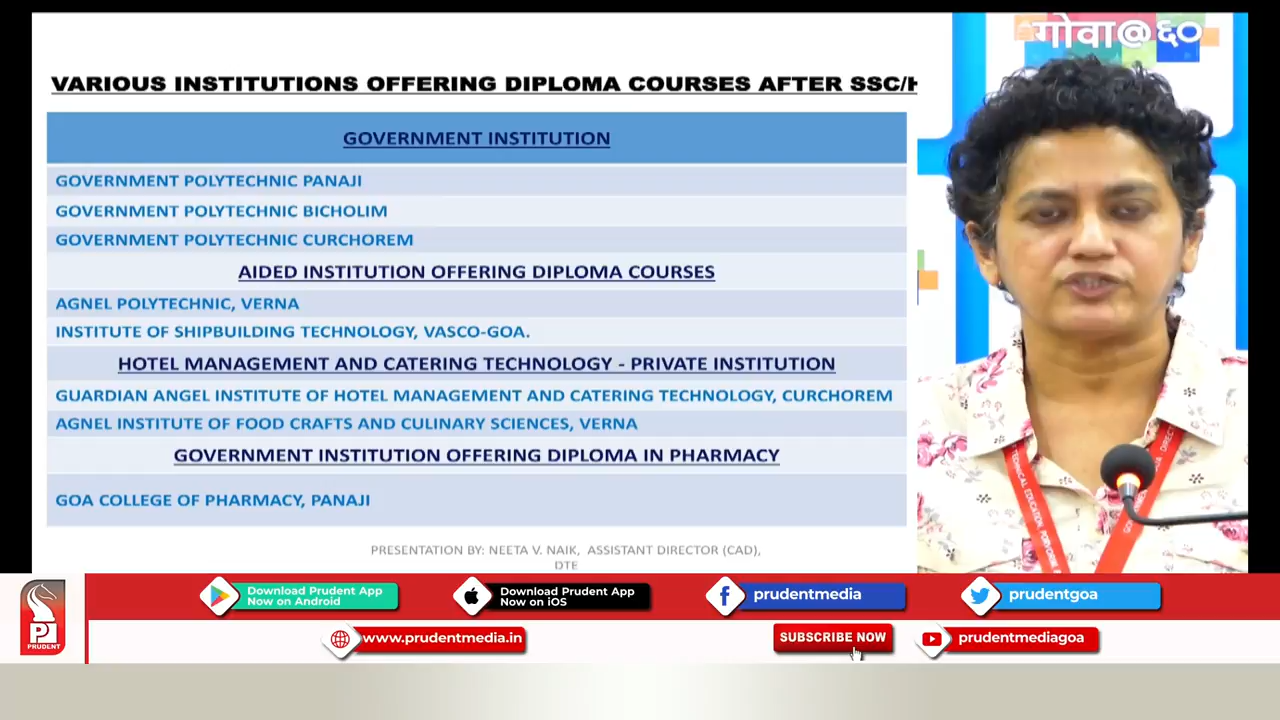 गोवा@६०
VARIOUS INSTITUTIONS OFFERING DIPLOMA COURSES AFTER SSC/H
GOVERNMENT INSTITUTION
GOVERNMENT POLYTECHNIC PANAJI
GOVERNMENT POLYTECHNIC BICHOLIM
GOVERNMENT POLYTECHNIC CURCHOREM
AIDED INSTITUTION OFFERING DIPLOMA COURSES
AGNEL POLYTECHNIC, VERNA
INSTITUTE OF SHIPBUILDING TECHNOLOGY, VASCO-GOA.
HOTEL MANAGEMENT AND CATERING TECHNOLOGY - PRIVATE INSTITUTION
GUARDIAN ANGEL INSTITUTE OF HOTEL MANAGEMENT AND CATERING TECHNOLOGY, CURCHOREM
AGNEL INSTITUTE OF FOOD CRAFTS AND CULINARY SCIENCES, VERNA
GOVERNMENT INSTITUTION OFFERING DIPLOMA IN PHARMACY
GOA COLLEGE OF PHARMACY, PANAJI
PRESENTATION BY: NEETA V. NAIK, ASSISTANT DIRECTOR (CAD),
DTE
TECHNICAL EDUCATION, PORVORIM
PRUDENT
Download Prudent App
Now on Android
Download Prudent App
Now on iOS
prudentmedia
prudentgoa
www.prudentmedia.in
SUBSCRIBE NOW
prudentmediagoa